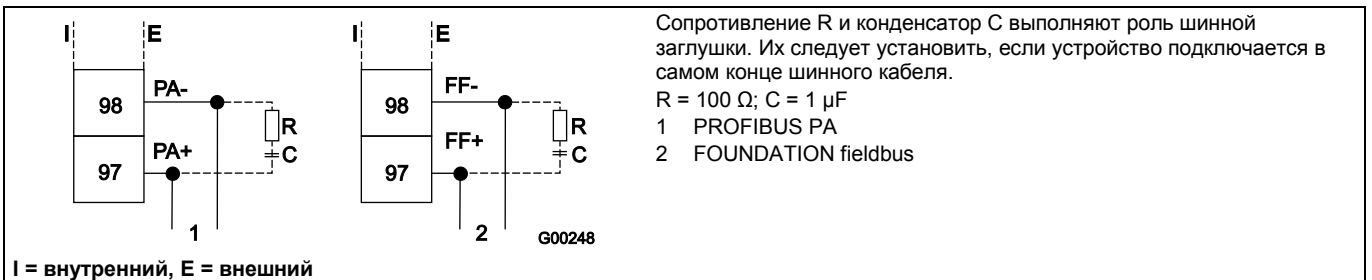 I E I E
98 PA- 98 FF-
R R
97 PA+ C 97 FF+ C
1 2 G00248
I = внутренний, E = внешний
Сопротивление R и конденсатор C выполняют роль шинной
заглушки. Их следует установить, если устройство подключается в
самом конце шинного кабеля.
R = 100 Ω; C = 1 μF
1 PROFIBUS PA
2 FOUNDATION fieldbus